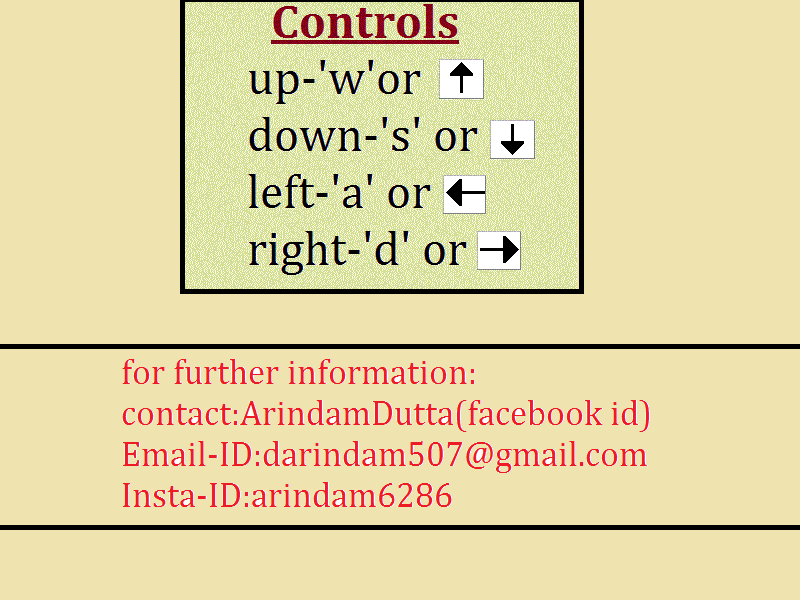 Controls
up-'w'or ↑
down-'s' or ↓
left-'a' or ←
right-'d' or →
for further information:
contact:ArindamDutta(facebook id)
Email-ID:darindam507@gmail.com
Insta-ID:arindam6286